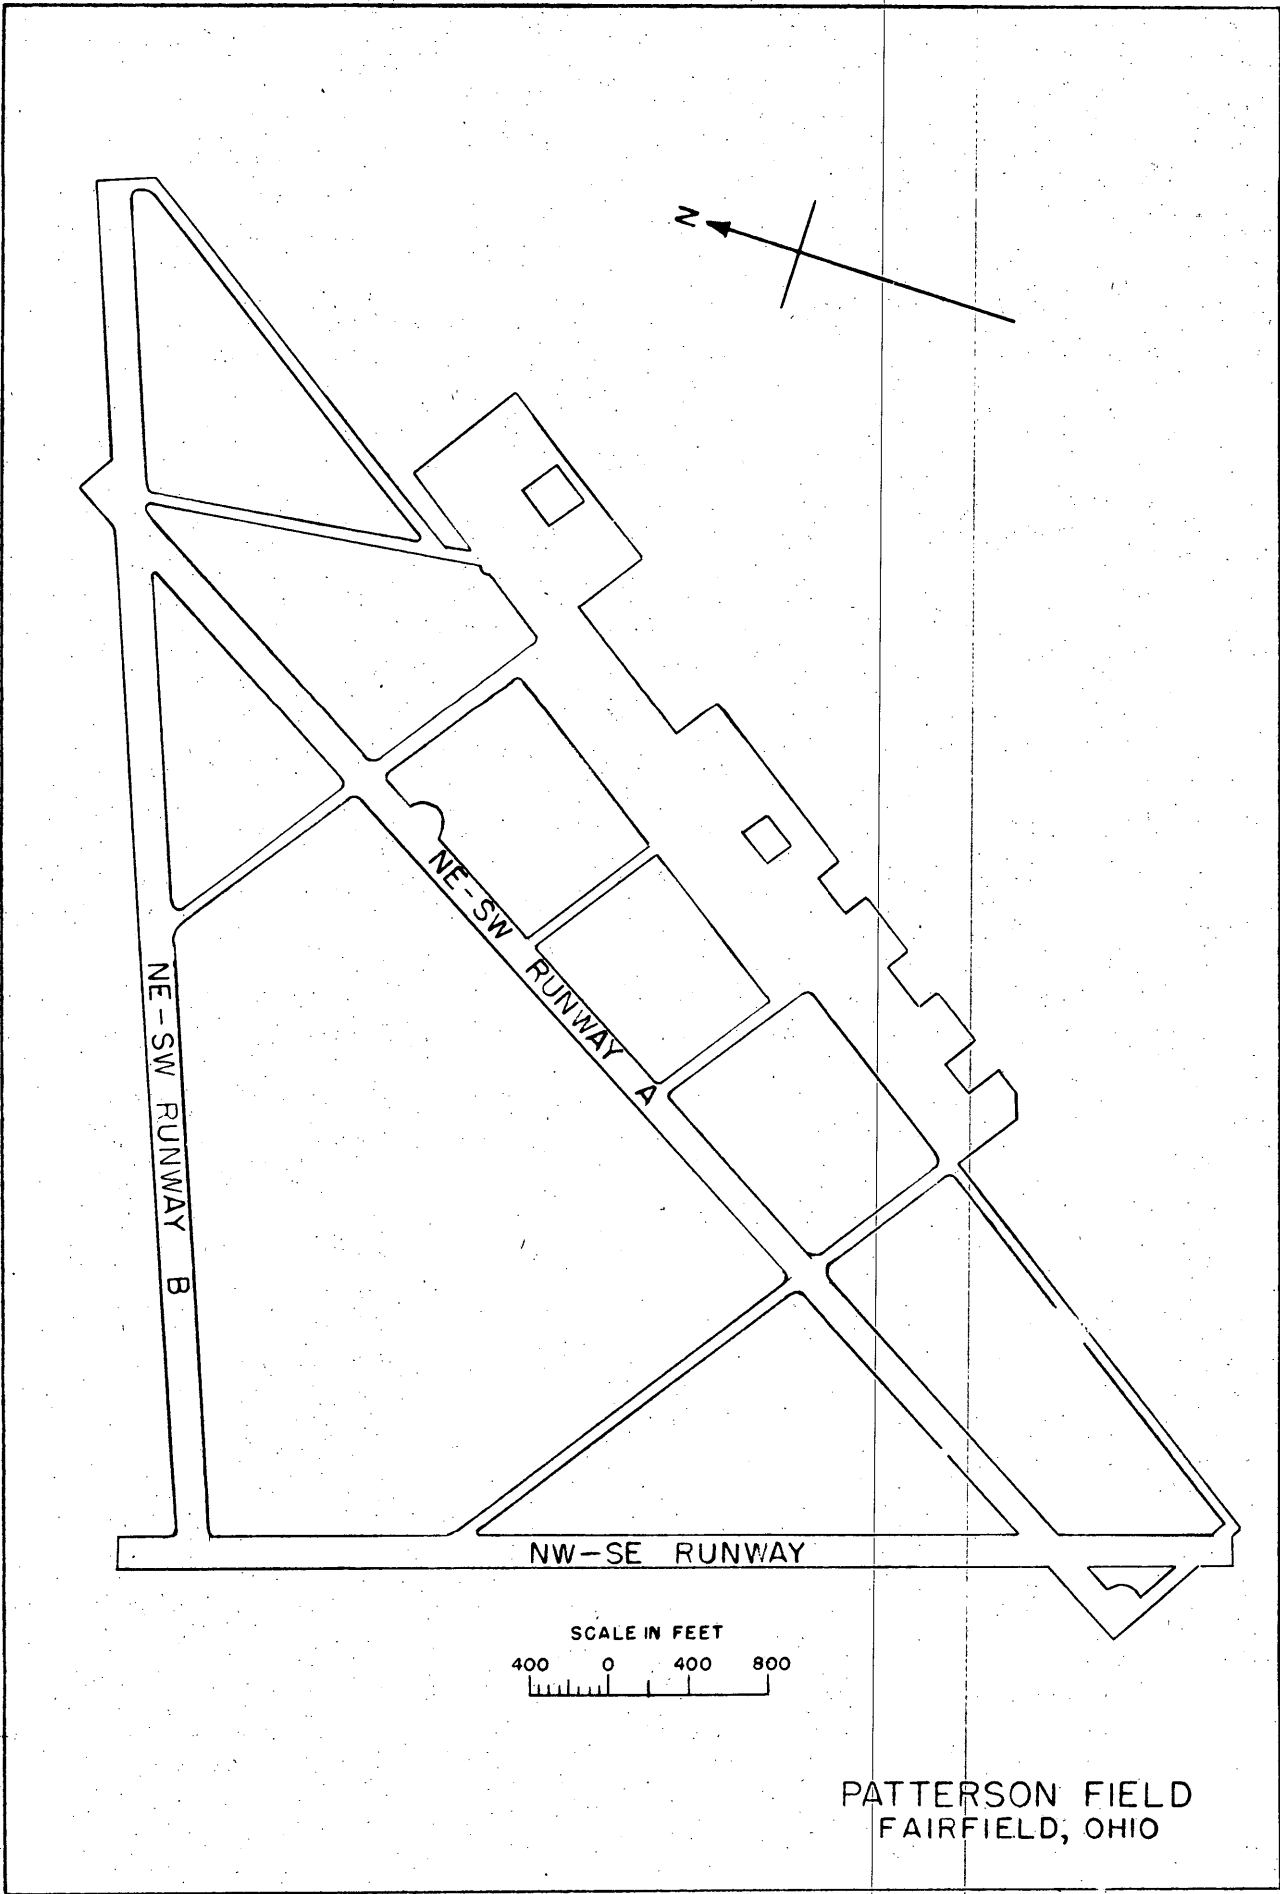 N
NE-SW RUNWAY A
NE-SW RUNWAY B
NW-SE RUNWAY
SCALE IN FEET
400 0 400 800
PATTERSON FIELD
FAIRFIELD, OHIO